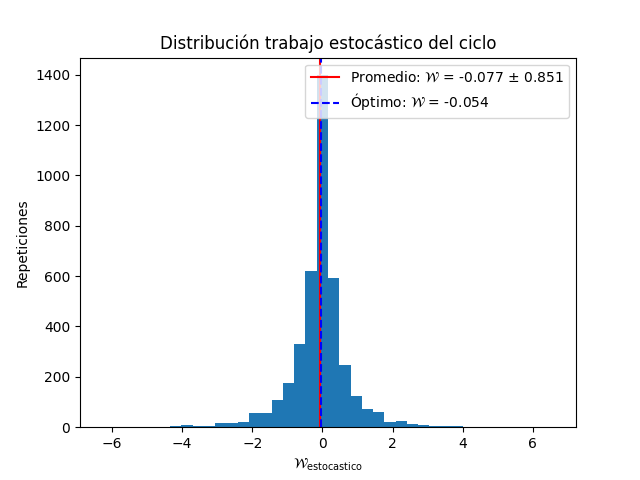 Distribución trabajo estocástico del ciclo
Promedio: 𝒲 = -0.077 ± 0.851
Óptimo: 𝒲 = -0.054
Repeticiones
1400
1200
1000
800
600
400
200
0
−6 −4 −2 0 2 4 6
𝒲estocastico